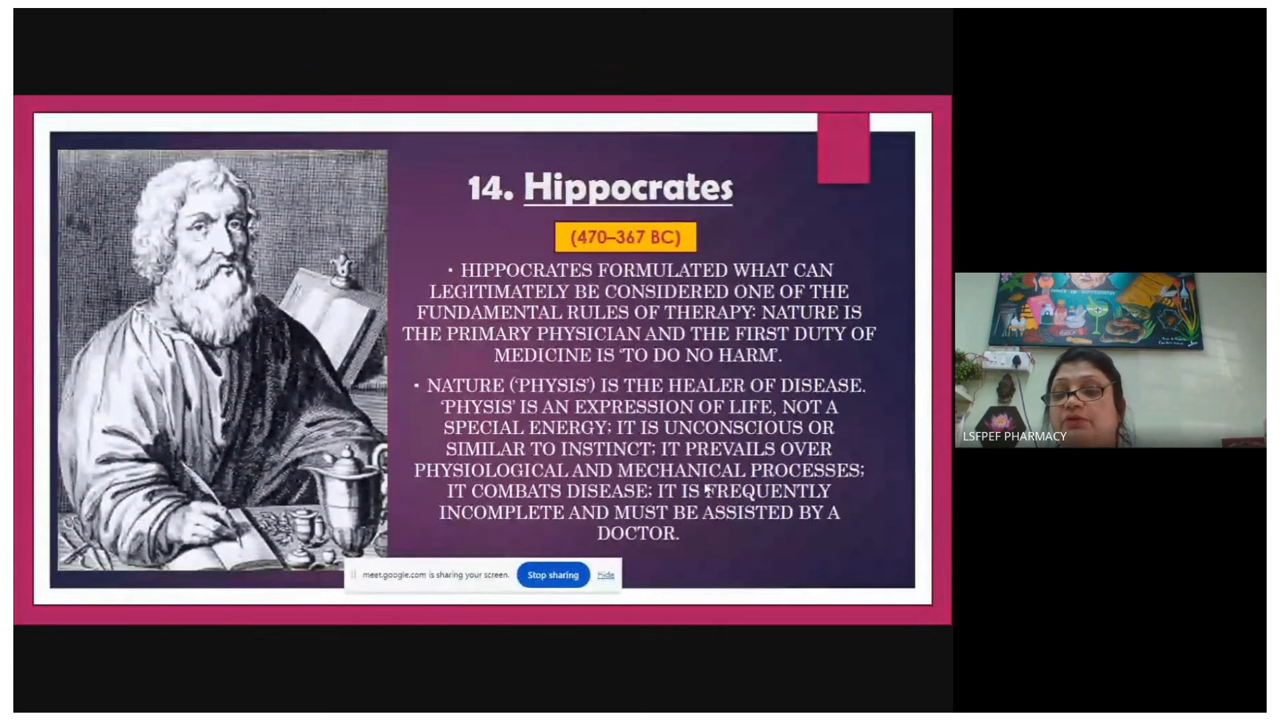 14. Hippocrates
(470–367 BC)
• HIPPOCRATES FORMULATED WHAT CAN
LEGITIMATELY BE CONSIDERED ONE OF THE
FUNDAMENTAL RULES OF THERAPY: NATURE IS
THE PRIMARY PHYSICIAN AND THE FIRST DUTY OF
MEDICINE IS ‘TO DO NO HARM’.
• NATURE (‘PHYSIS’) IS THE HEALER OF DISEASE.
‘PHYSIS’ IS AN EXPRESSION OF LIFE, NOT A
SPECIAL ENERGY; IT IS UNCONSCIOUS OR
SIMILAR TO INSTINCT; IT PREVAILS OVER
PHYSIOLOGICAL AND MECHANICAL PROCESSES;
IT COMBATS DISEASE; IT IS FREQUENTLY
INCOMPLETE AND MUST BE ASSISTED BY A
DOCTOR.
meet.google.com is sharing your screen. Stop sharing Hide
LSFPEF PHARMACY